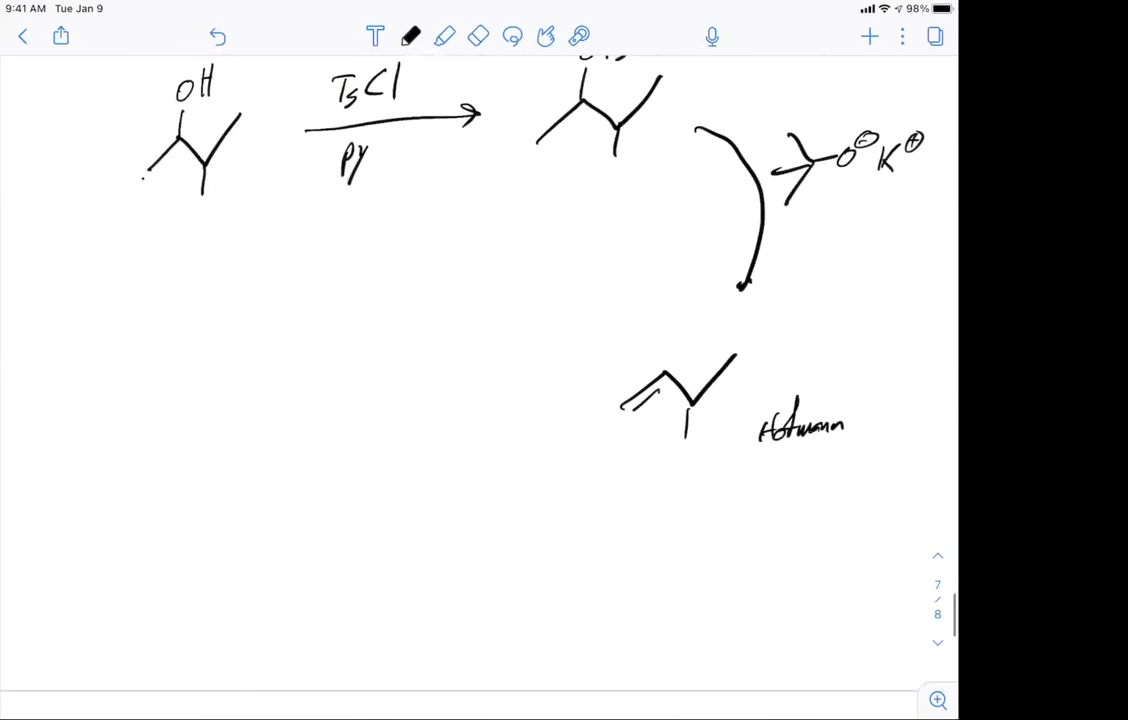 9:41 AM Tue Jan 9
98%
T
OH
TsCl
py
O⊖ K⊕
Hofmann
7
/
8